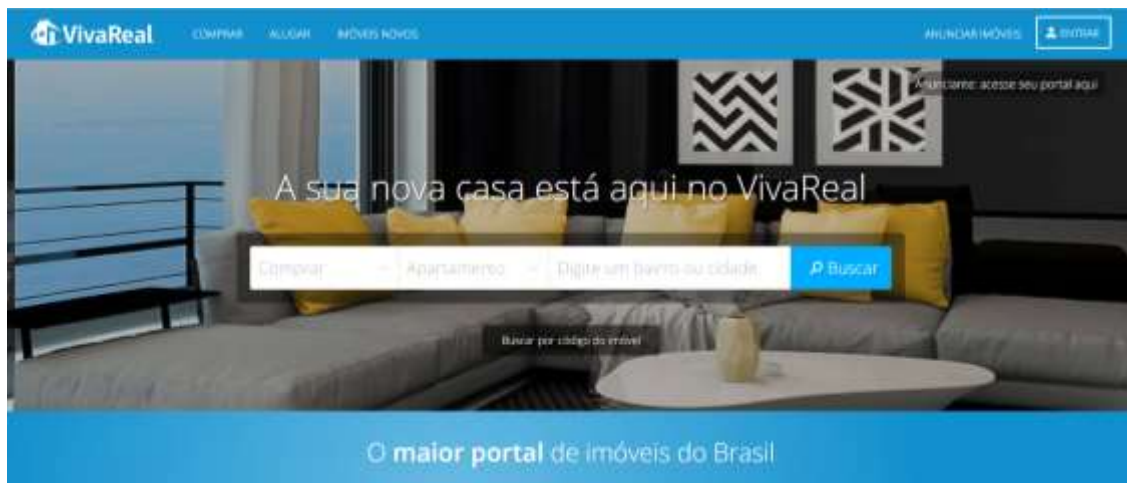 VivaReal
COMPRAR ALUGAR IMÓVEIS NOVOS ANUNCIAR IMÓVEIS ENTRAR
Anunciante: acesse seu portal aqui
A sua nova casa está aqui no VivaReal
Comprar Apartamento Digite um bairro ou cidade Buscar
Buscar por código do imóvel
O maior portal de imóveis do Brasil